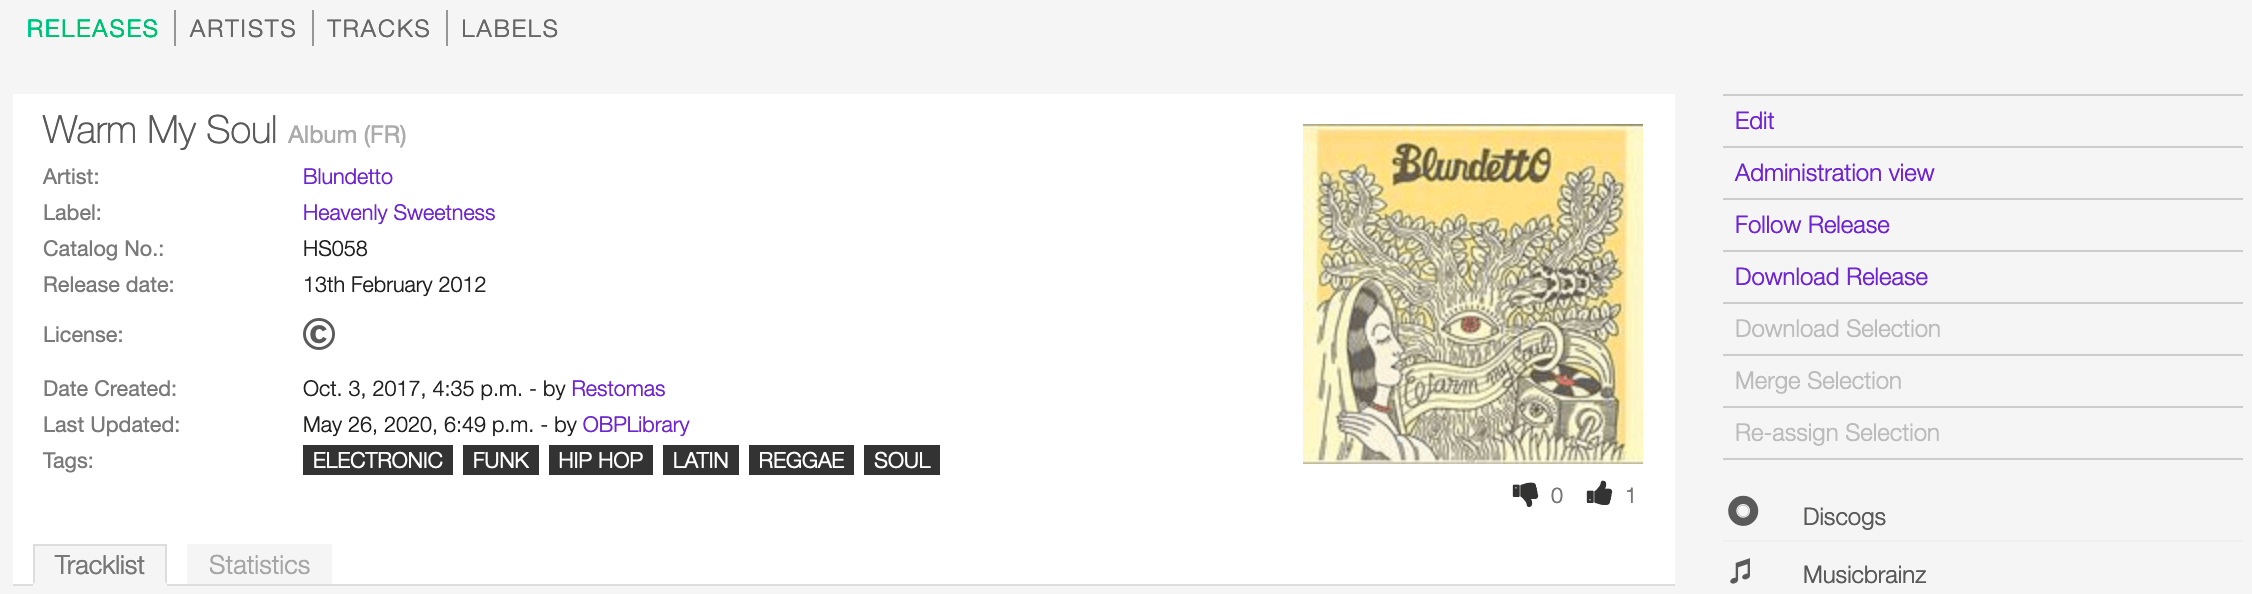 RELEASES ARTISTS TRACKS LABELS
Warm My Soul Album (FR)
Artist: Blundetto
Label: Heavenly Sweetness
Catalog No.: HS058
Release date: 13th February 2012
License: ©
Date Created: Oct. 3, 2017, 4:35 p.m. - by Restomas
Last Updated: May 26, 2020, 6:49 p.m. - by OBPLibrary
Tags: ELECTRONIC FUNK HIP HOP LATIN REGGAE SOUL
Blundetto
Warm my Soul
0 1
Tracklist Statistics
Edit
Administration view
Follow Release
Download Release
Download Selection
Merge Selection
Re-assign Selection
Discogs
Musicbrainz